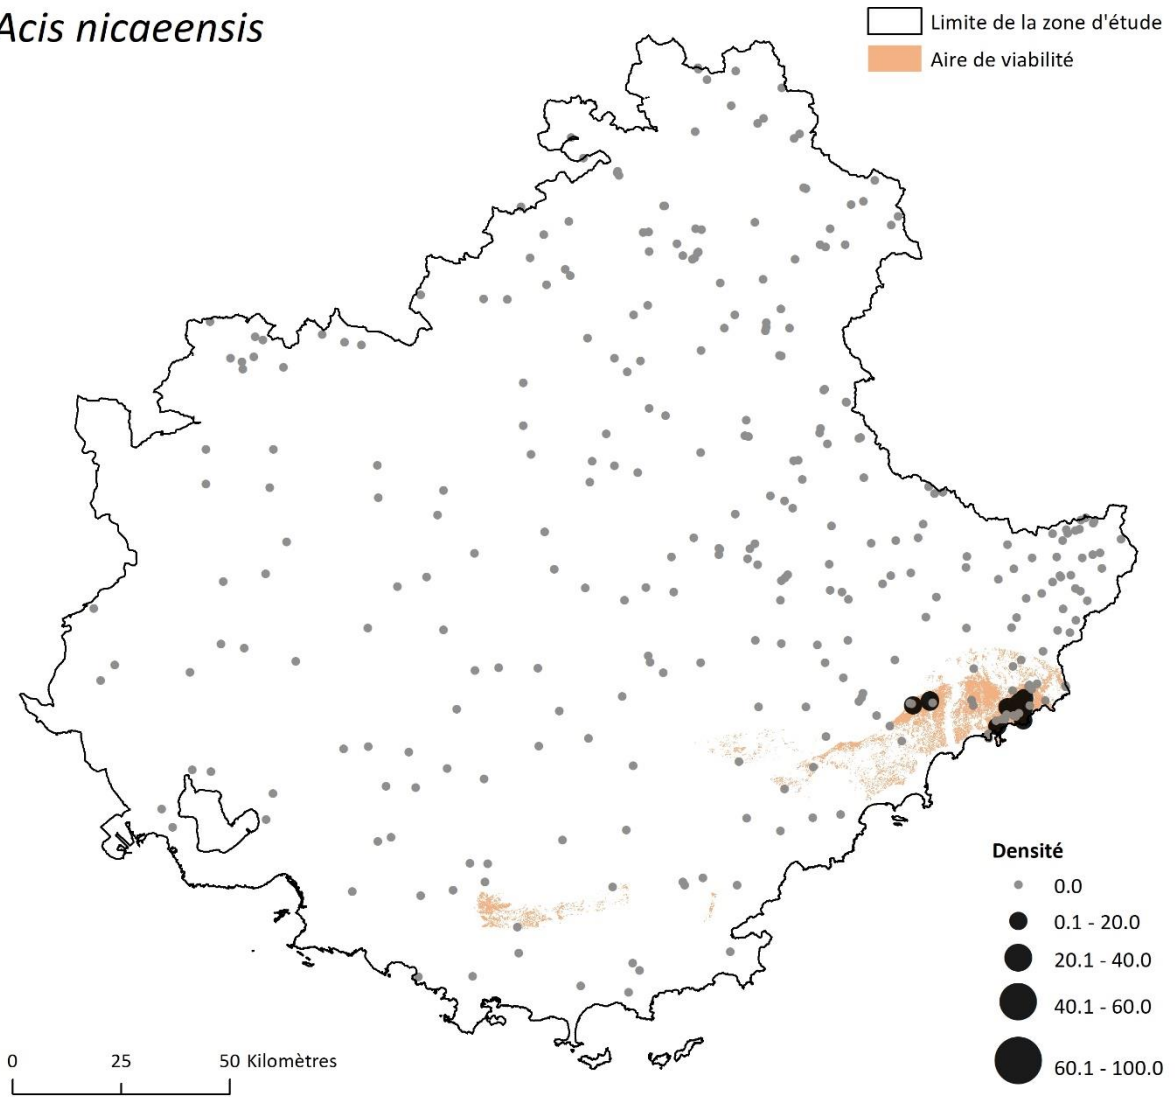 Acis nicaeensis
Limite de la zone d'étude
Aire de viabilité
Densité
0.0
0.1 - 20.0
20.1 - 40.0
40.1 - 60.0
60.1 - 100.0
0 25 50 Kilomètres